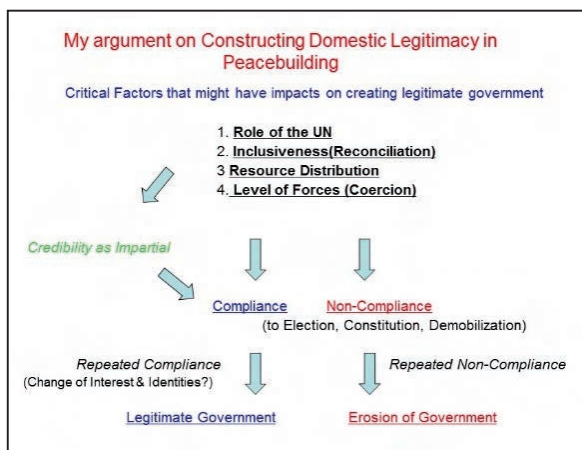 My argument on Constructing Domestic Legitimacy in
Peacebuilding
Critical Factors that might have impacts on creating legitimate government
1. Role of the UN
2. Inclusiveness(Reconciliation)
3 Resource Distribution
4. Level of Forces (Coercion)
Credibility as Impartial
Compliance Non-Compliance
(to Election, Constitution, Demobilization)
Repeated Compliance Repeated Non-Compliance
(Change of Interest & Identities?)
Legitimate Government Erosion of Government